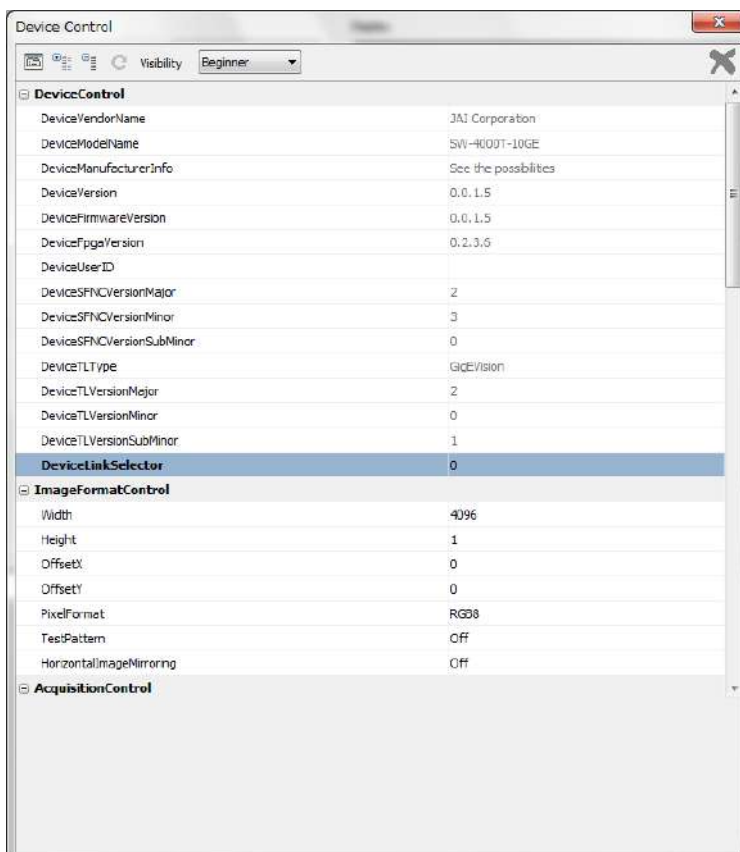 Device Control
Visibility Beginner
DeviceControl
DeviceVendorName JAI Corporation
DeviceModelName SW-4000T-10GE
DeviceManufacturerInfo See the possibilities
DeviceVersion 0.0.1.5
DeviceFirmwareVersion 0.0.1.5
DeviceFpgaVersion 0.2.3.6
DeviceUserID
DeviceSFNCVersionMajor 2
DeviceSFNCVersionMinor 3
DeviceSFNCVersionSubMinor 0
DeviceTLType GigEVision
DeviceTLVersionMajor 2
DeviceTLVersionMinor 0
DeviceTLVersionSubMinor 1
DeviceLinkSelector 0
ImageFormatControl
Width 4096
Height 1
OffsetX 0
OffsetY 0
PixelFormat RGB8
TestPattern Off
HorizontalImageMirroring Off
AcquisitionControl